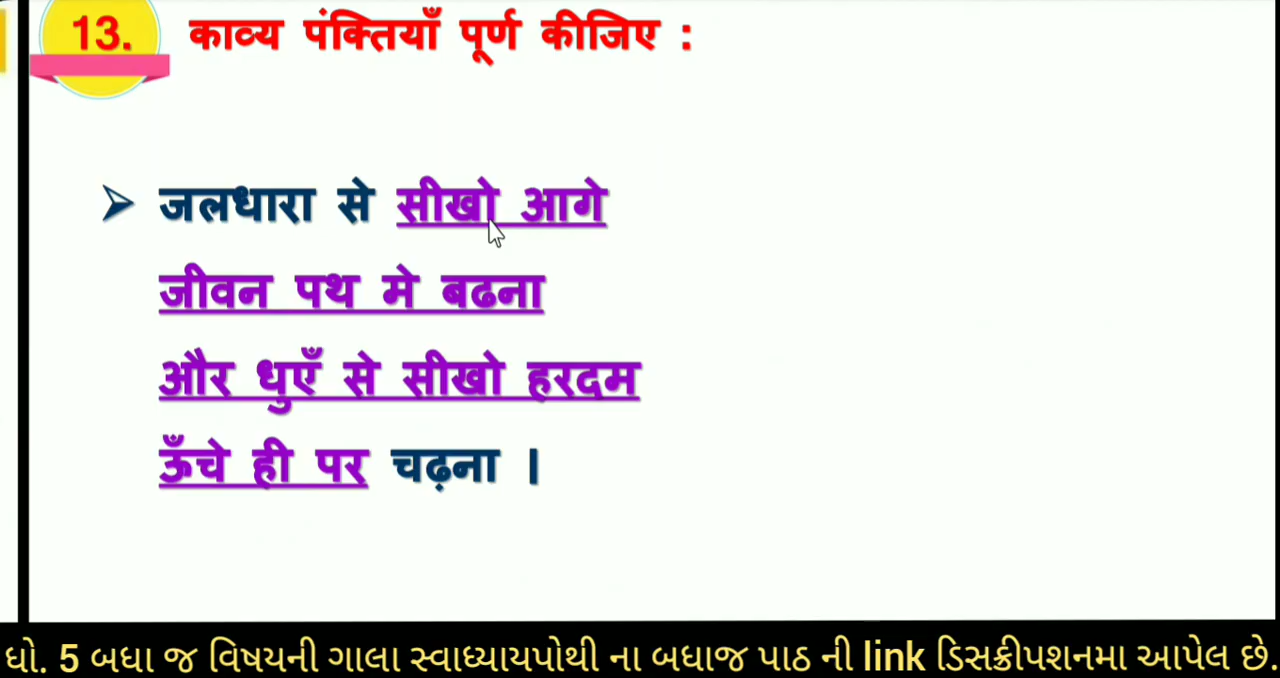 13. काव्य पंक्तियाँ पूर्ण कीजिए :
जलधारा से सीखो आगे
जीवन पथ मे बढना
और धुएँ से सीखो हरदम
ऊँचे ही पर चढ़ना ।
ધો. 5 બધા જ વિષયની ગાલા સ્વાધ્યાયપોથી ના બધાજ પાઠ ની link ડિસક્રીપશનમા આપેલ છે.